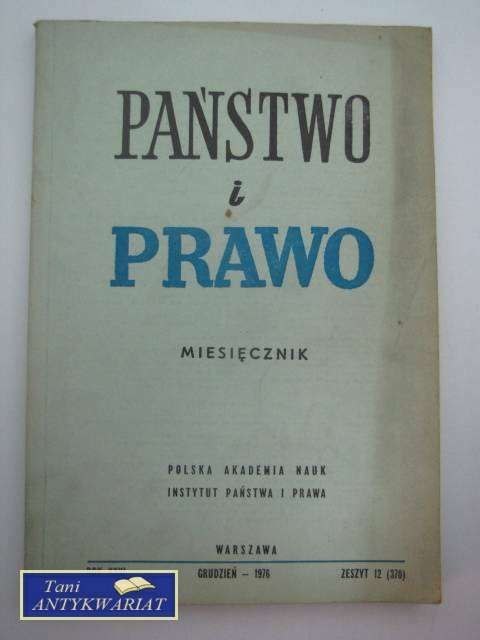 PAŃSTWO
i
PRAWO
MIESIĘCZNIK
POLSKA AKADEMIA NAUK
INSTYTUT PAŃSTWA I PRAWA
WARSZAWA
GRUDZIEŃ — 1976 ZESZYT 12 (370)
Tani
ANTYKWARIAT